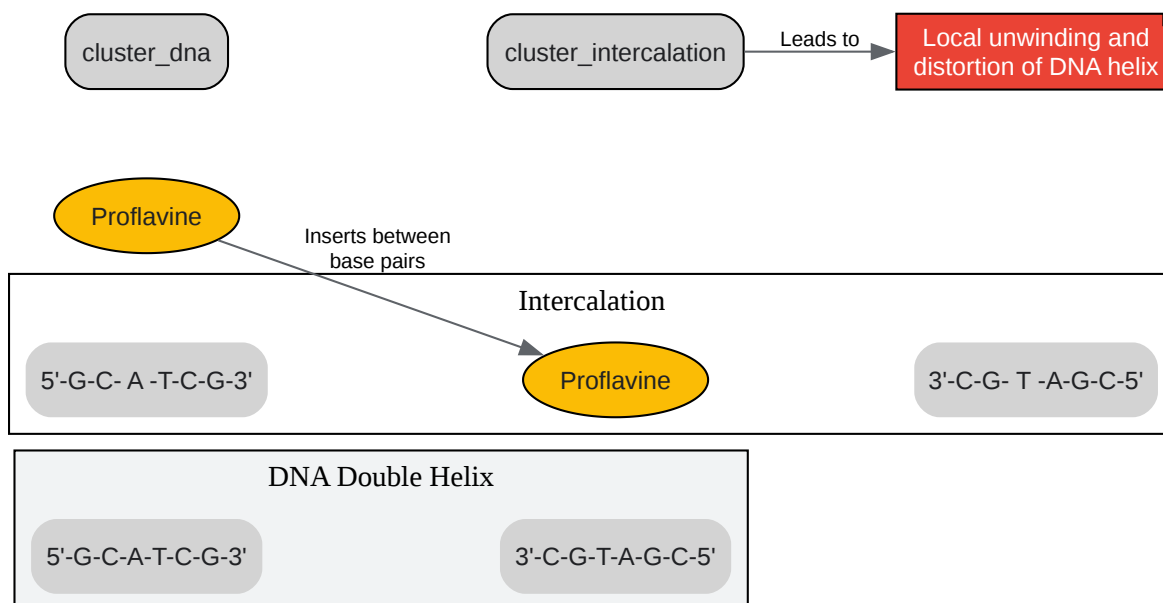 cluster_dna
cluster_intercalation
Leads to
Local unwinding and
distortion of DNA helix
Proflavine
Inserts between
base pairs
Intercalation
5'-G-C- A -T-C-G-3'
Proflavine
3'-C-G- T -A-G-C-5'
DNA Double Helix
5'-G-C-A-T-C-G-3'
3'-C-G-T-A-G-C-5'